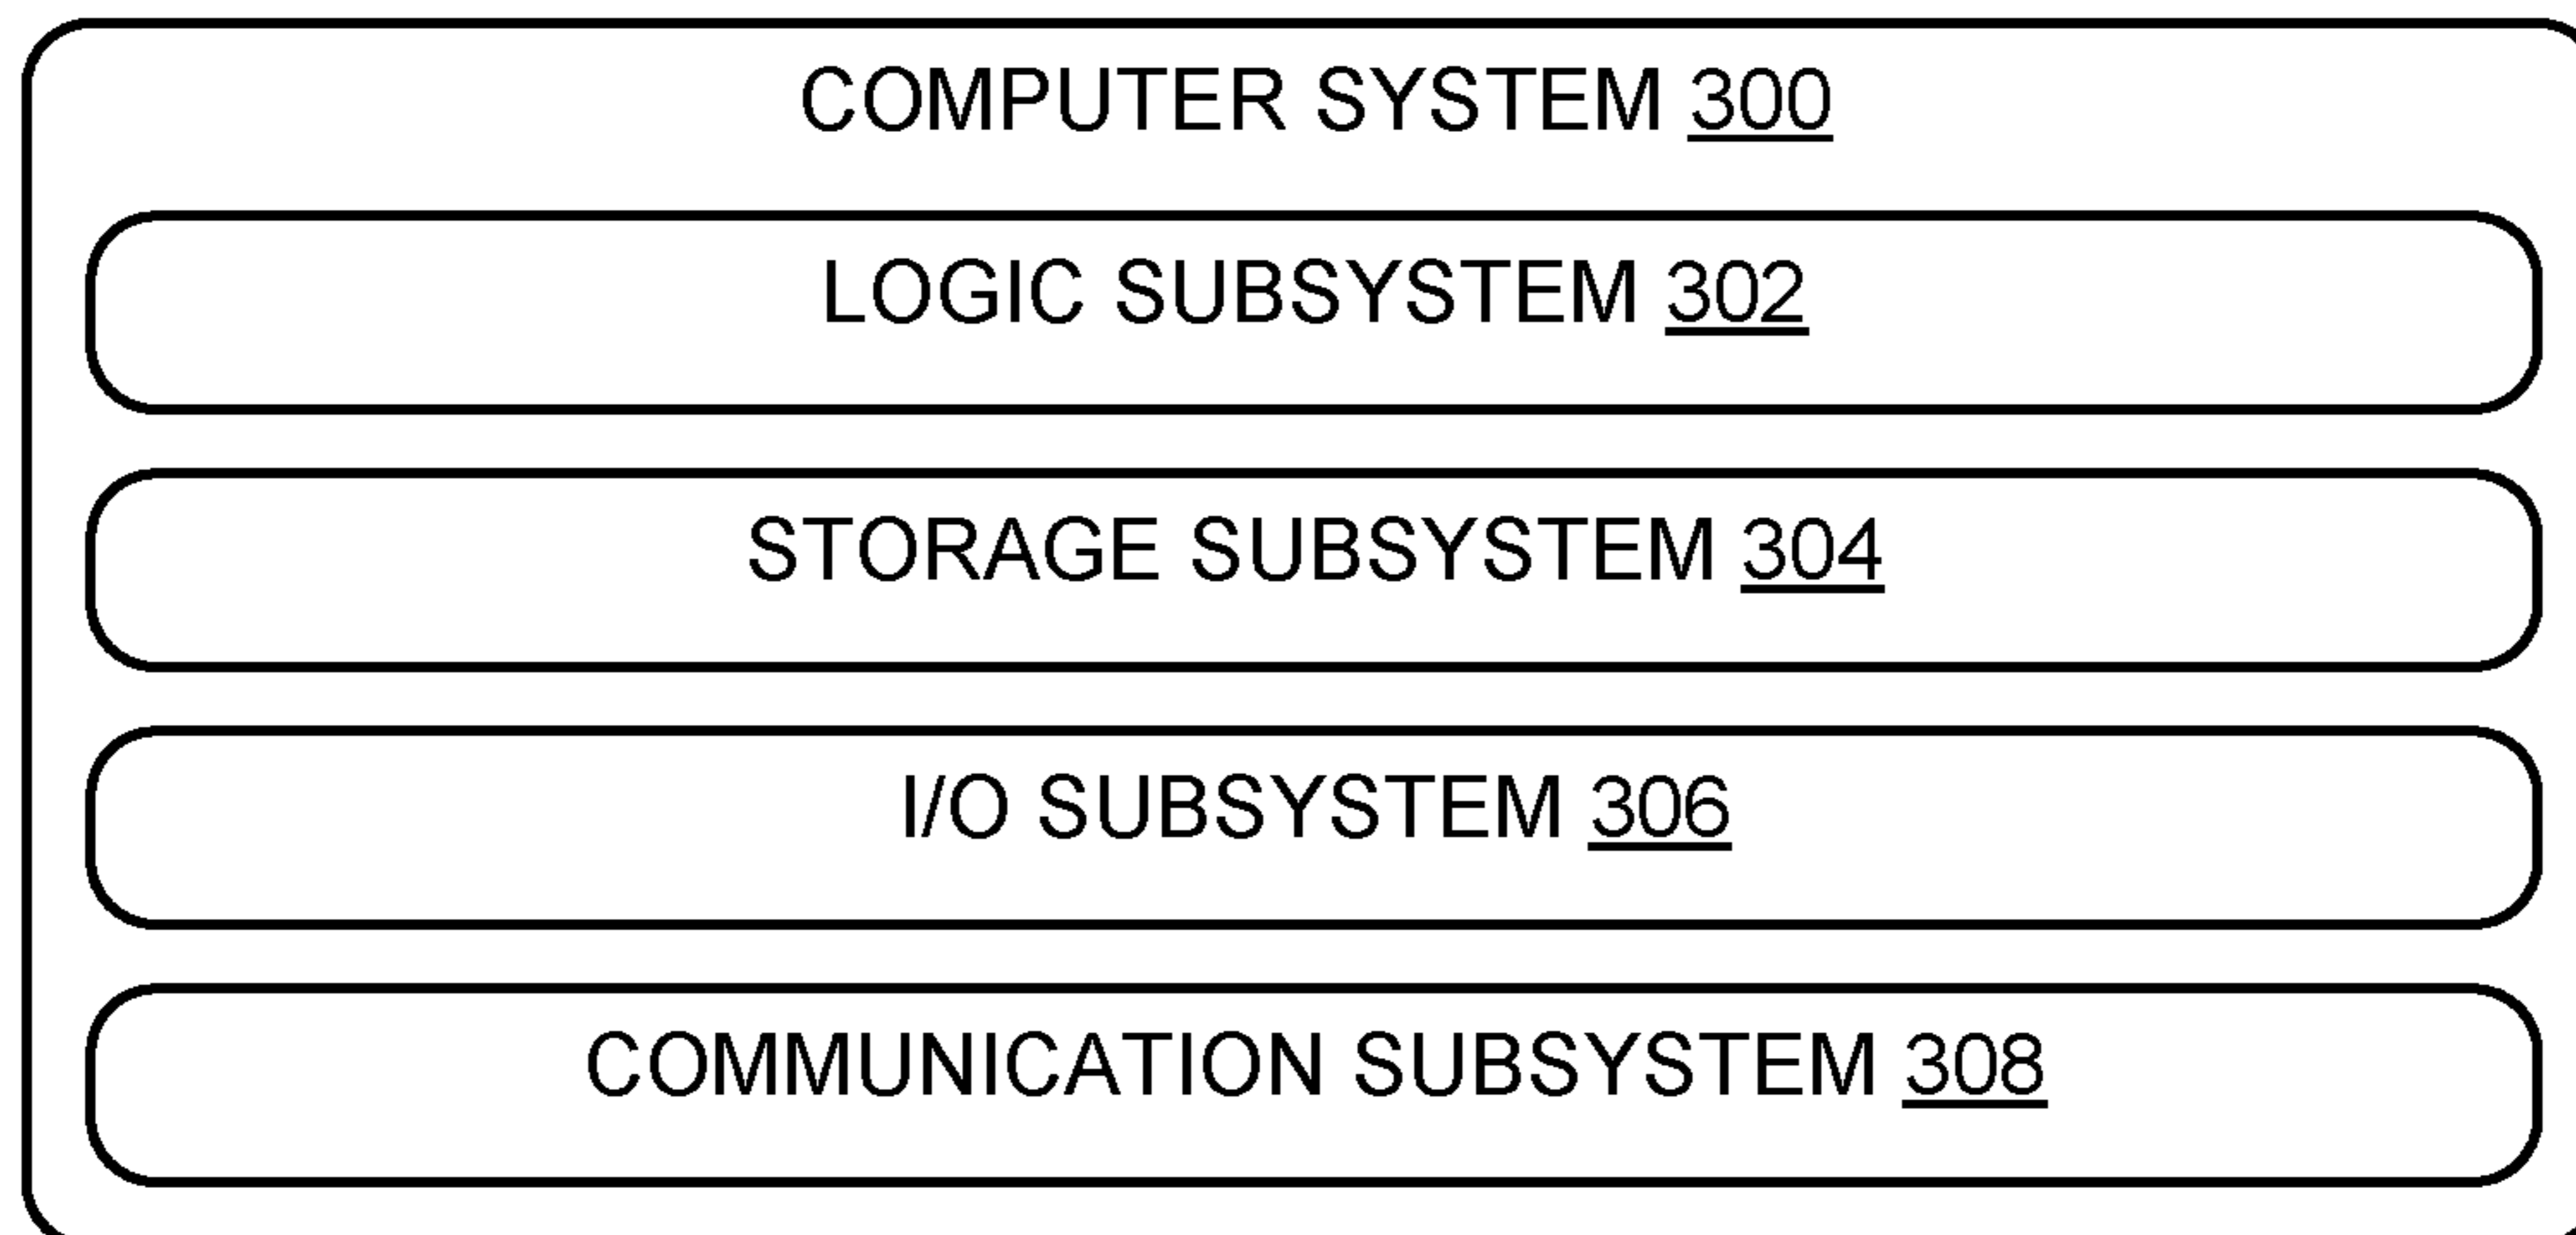 COMPUTER SYSTEM 300
LOGIC SUBSYSTEM 302
STORAGE SUBSYSTEM 304
I/O SUBSYSTEM 306
COMMUNICATION SUBSYSTEM 308